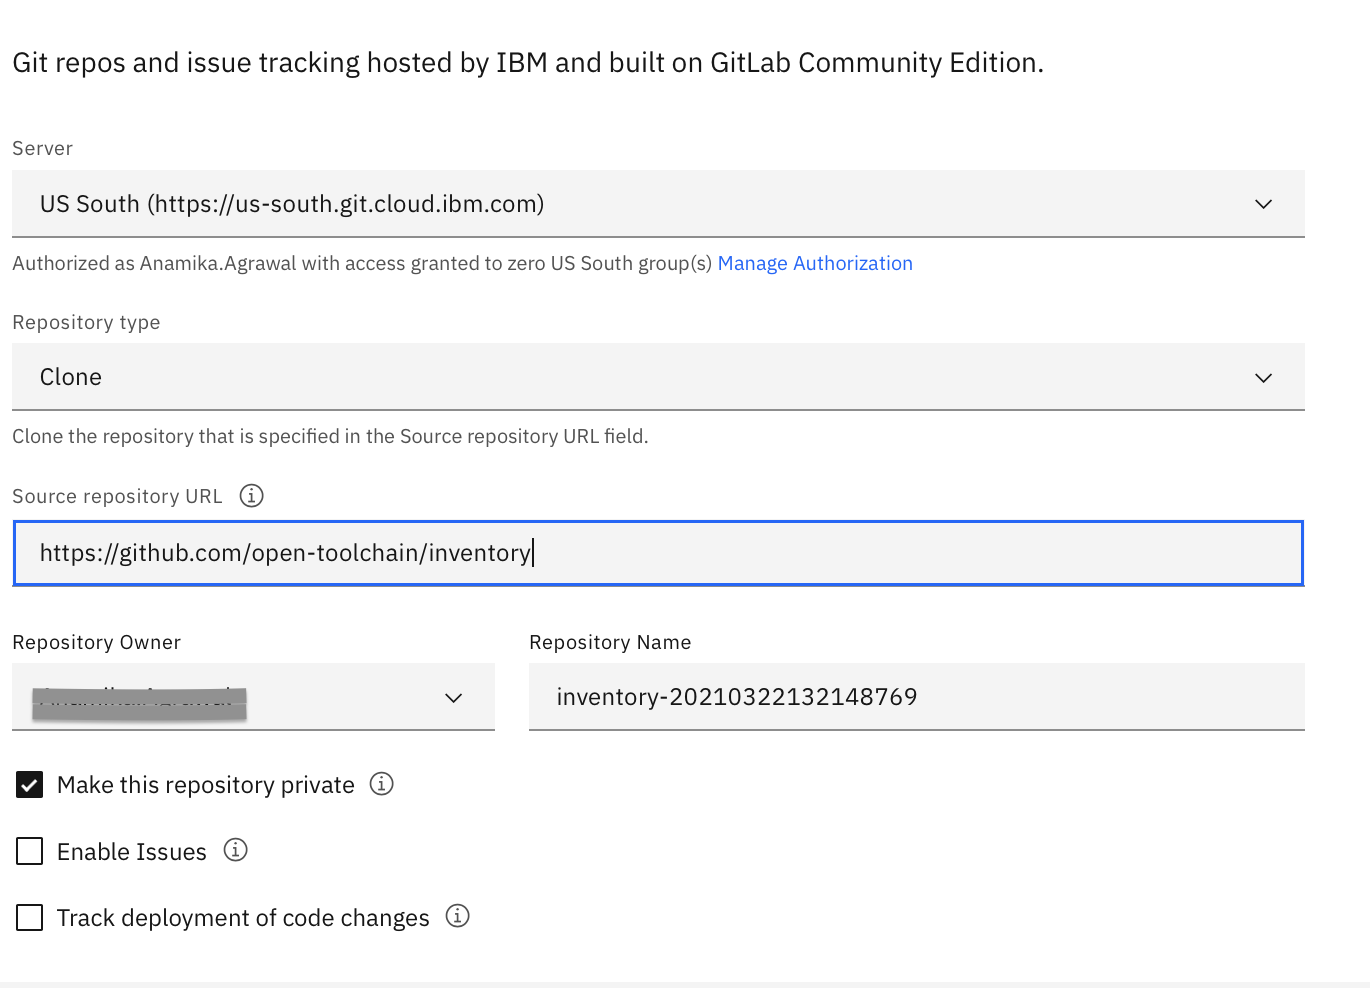 Git repos and issue tracking hosted by IBM and built on GitLab Community Edition.
Server
US South (https://us-south.git.cloud.ibm.com)
Authorized as Anamika.Agrawal with access granted to zero US South group(s) Manage Authorization
Repository type
Clone
Clone the repository that is specified in the Source repository URL field.
Source repository URL
https://github.com/open-toolchain/inventory
Repository Owner
Repository Name
inventory-20210322132148769
Make this repository private
Enable Issues
Track deployment of code changes